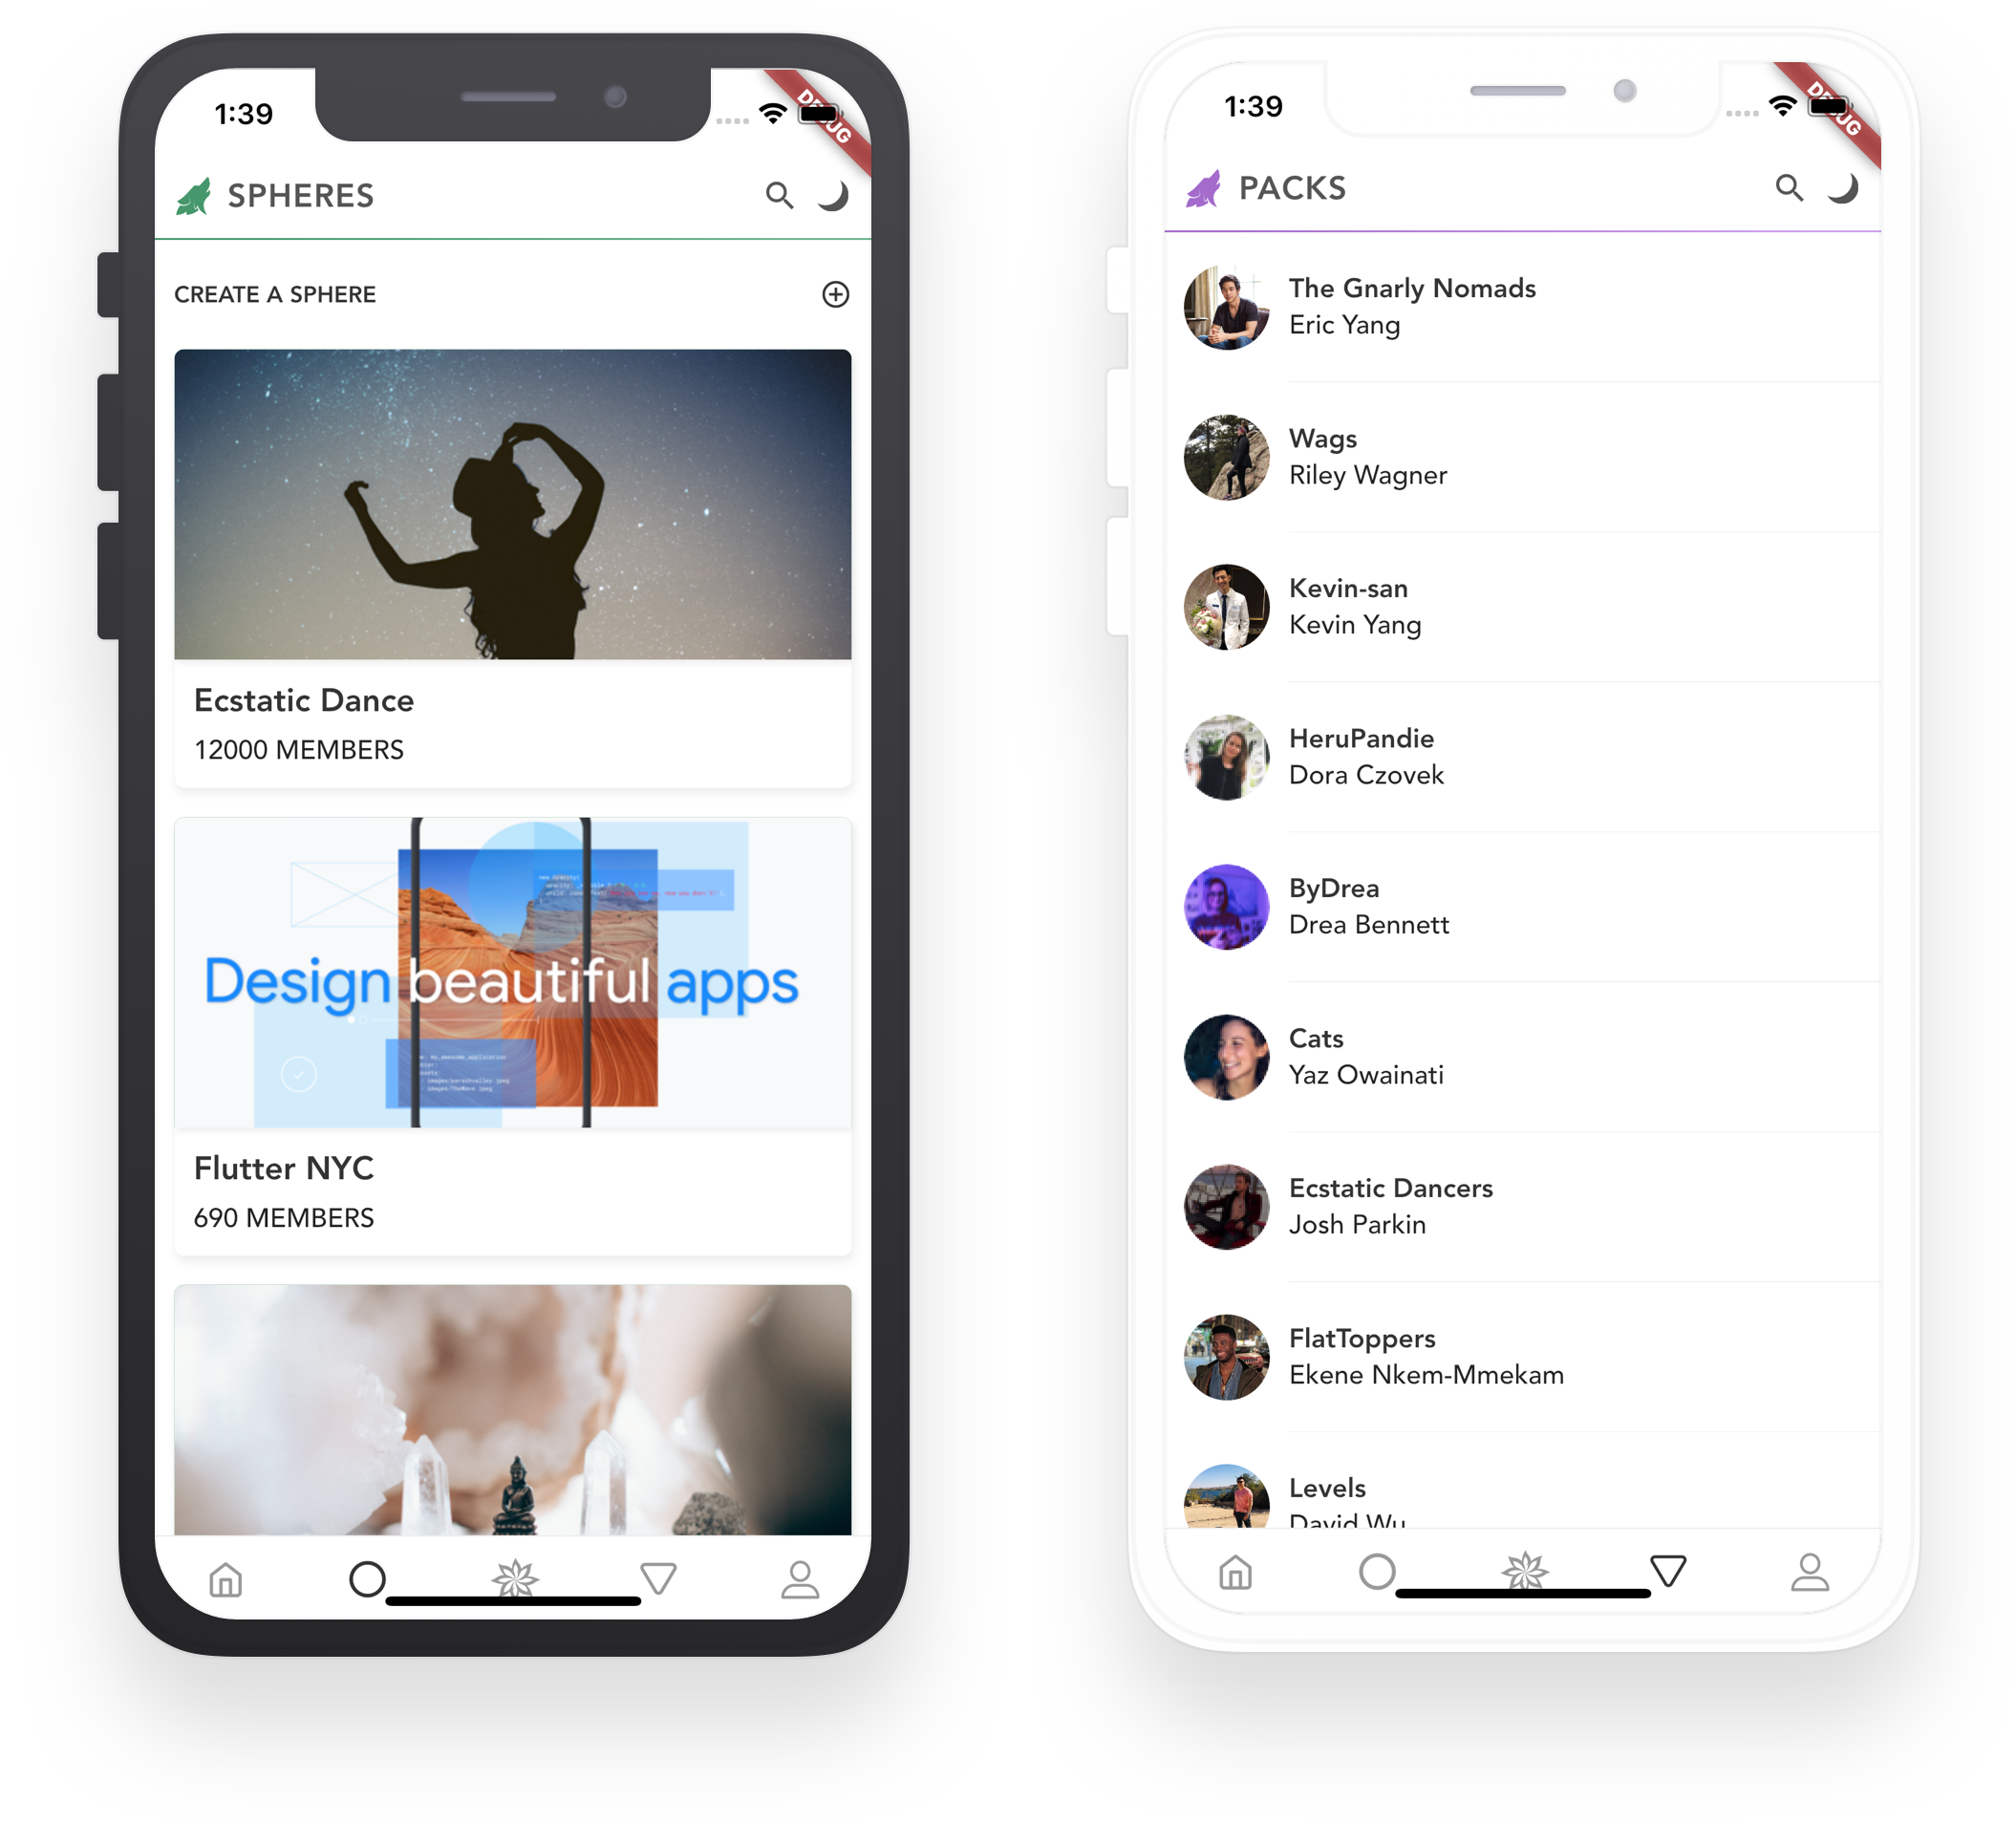 1:39
DEBUG
SPHERES
CREATE A SPHERE
Ecstatic Dance
12000 MEMBERS
Design beautiful apps
Flutter NYC
690 MEMBERS
1:39
DEBUG
PACKS
The Gnarly Nomads
Eric Yang
Wags
Riley Wagner
Kevin-san
Kevin Yang
HeruPandie
Dora Czovek
ByDrea
Drea Bennett
Cats
Yaz Owainati
Ecstatic Dancers
Josh Parkin
FlatToppers
Ekene Nkem-Mmekam
Levels
David Wu